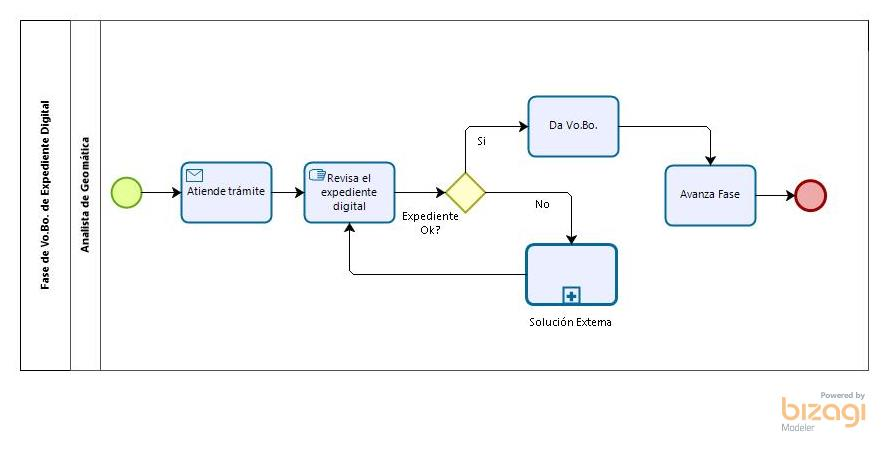 Fase de Vo.Bo. de Expediente Digital
Analista de Geomática
Atiende trámite
Revisa el
expediente
digital
Expediente
Ok?
Si
Da Vo.Bo.
No
Solución Externa
Avanza Fase
Powered by
bizagi
Modeler